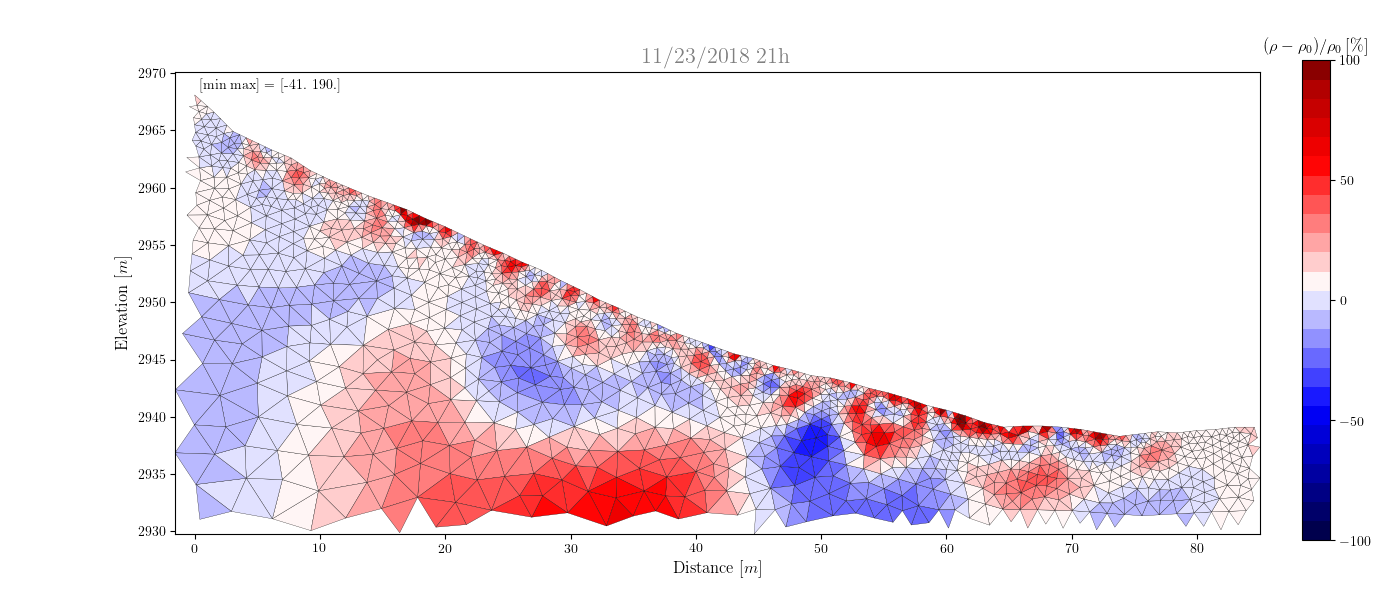 11/23/2018 21h
(ρ − ρ₀)/ρ₀ [%]
[min max] = [-41. 190.]
2970
2965
2960
2955
2950
2945
2940
2935
2930
Elevation [m]
0 10 20 30 40 50 60 70 80
Distance [m]
100
50
0
−50
−100